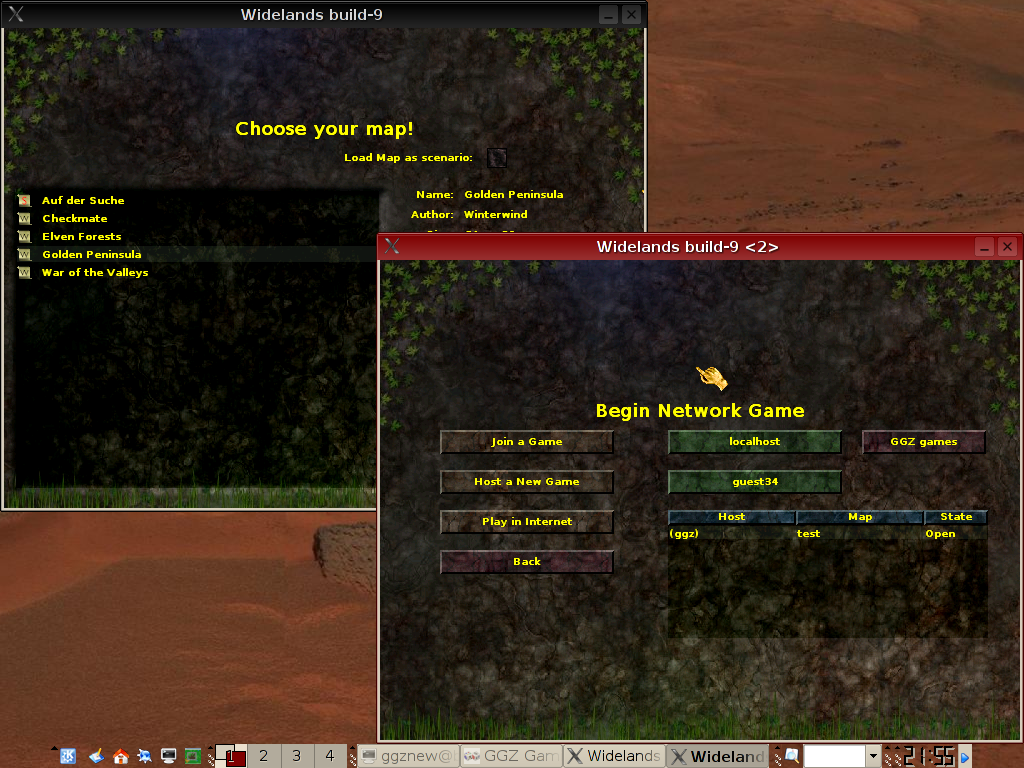 Widelands build-9
Choose your map!
Load Map as scenario:
Auf der Suche
Checkmate
Elven Forests
Golden Peninsula
War of the Valleys
Name: Golden Peninsula
Author: Winterwind
Widelands build-9 <2>
Begin Network Game
Join a Game
Host a New Game
Play in Internet
Back
localhost
GGZ games
guest34
Host Map State
(ggz) test Open
1 2 3 4 ggznew@ GGZ Gam Widelands Wideland 21:55